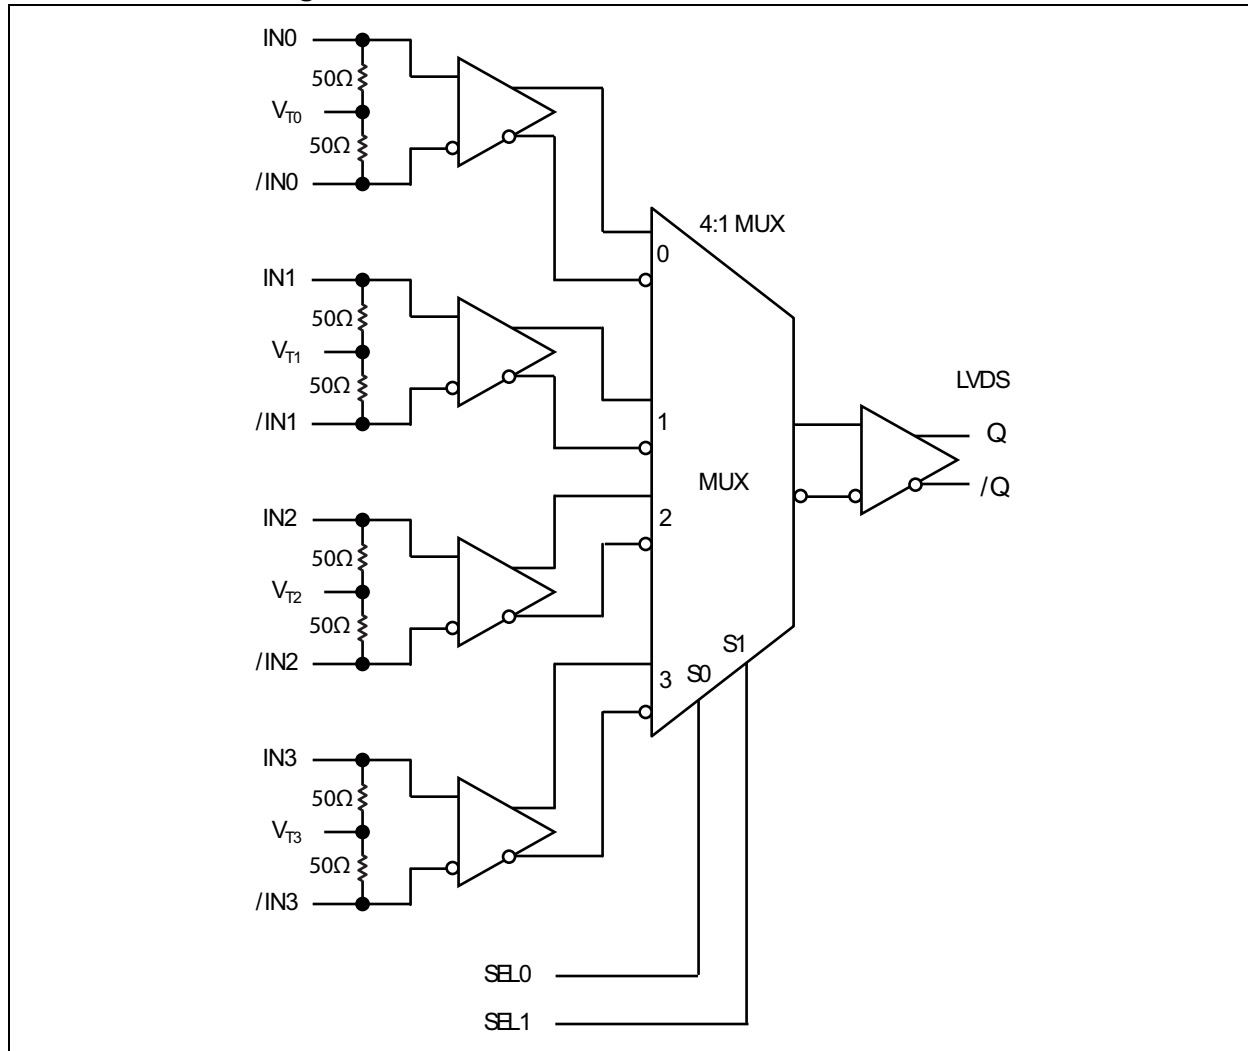 g
IN0
50Ω
VT0
50Ω
/IN0
4:1 MUX
0
IN1
50Ω
VT1
50Ω
/IN1
1
LVDS
Q
/Q
MUX
IN2
50Ω
VT2
50Ω
/IN2
2
S1
S0
3
IN3
50Ω
VT3
50Ω
/IN3
SEL0
SEL1